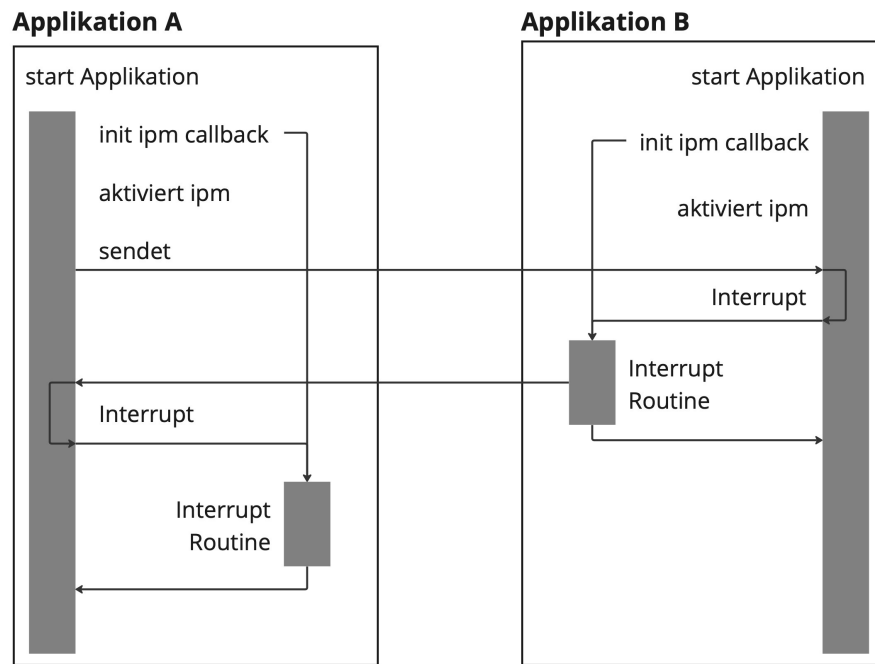 Applikation A
start Applikation
init ipm callback
aktiviert ipm
sendet
Interrupt
Interrupt
Routine
Applikation B
start Applikation
init ipm callback
aktiviert ipm
Interrupt
Interrupt
Routine